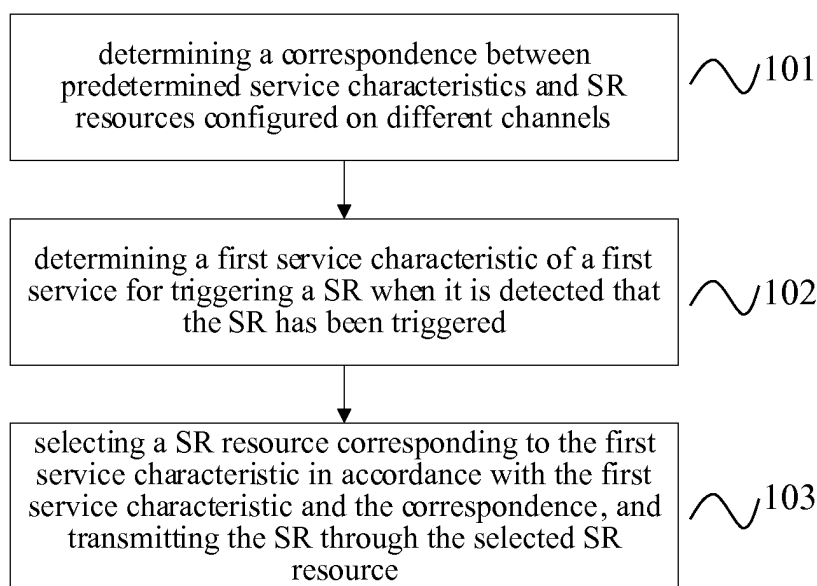 determining a correspondence between
predetermined service characteristics and SR
resources configured on different channels
101
determining a first service characteristic of a first
service for triggering a SR when it is detected that
the SR has been triggered
102
selecting a SR resource corresponding to the first
service characteristic in accordance with the first
service characteristic and the correspondence, and
transmitting the SR through the selected SR
resource
103